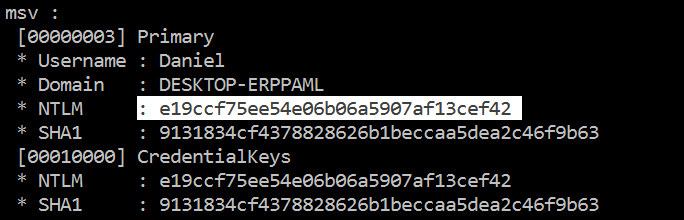 msv :
[00000003] Primary
* Username : Daniel
* Domain : DESKTOP-ERPPAML
* NTLM : e19ccf75ee54e06b06a5907af13cef42
* SHA1 : 9131834cf4378828626b1beccaa5dea2c46f9b63
[00010000] CredentialKeys
* NTLM : e19ccf75ee54e06b06a5907af13cef42
* SHA1 : 9131834cf4378828626b1beccaa5dea2c46f9b63